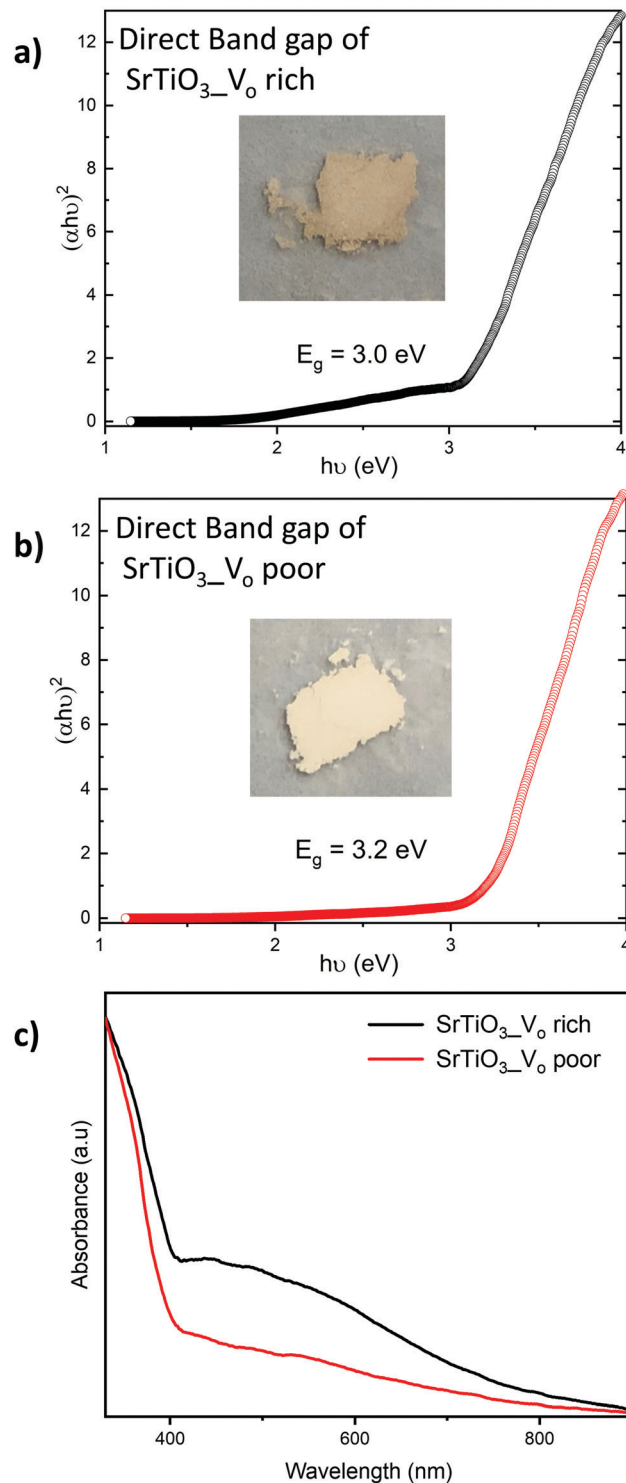 a)
Direct Band gap of
SrTiO₃_Vₒ rich
E_g = 3.0 eV
(αhυ)²
12
10
8
6
4
2
0
1
2
3
4
hυ (eV)
b)
Direct Band gap of
SrTiO₃_Vₒ poor
E_g = 3.2 eV
(αhυ)²
12
10
8
6
4
2
0
1
2
3
4
hυ (eV)
c)
SrTiO₃_Vₒ rich
SrTiO₃_Vₒ poor
Absorbance (a.u)
400
600
800
Wavelength (nm)